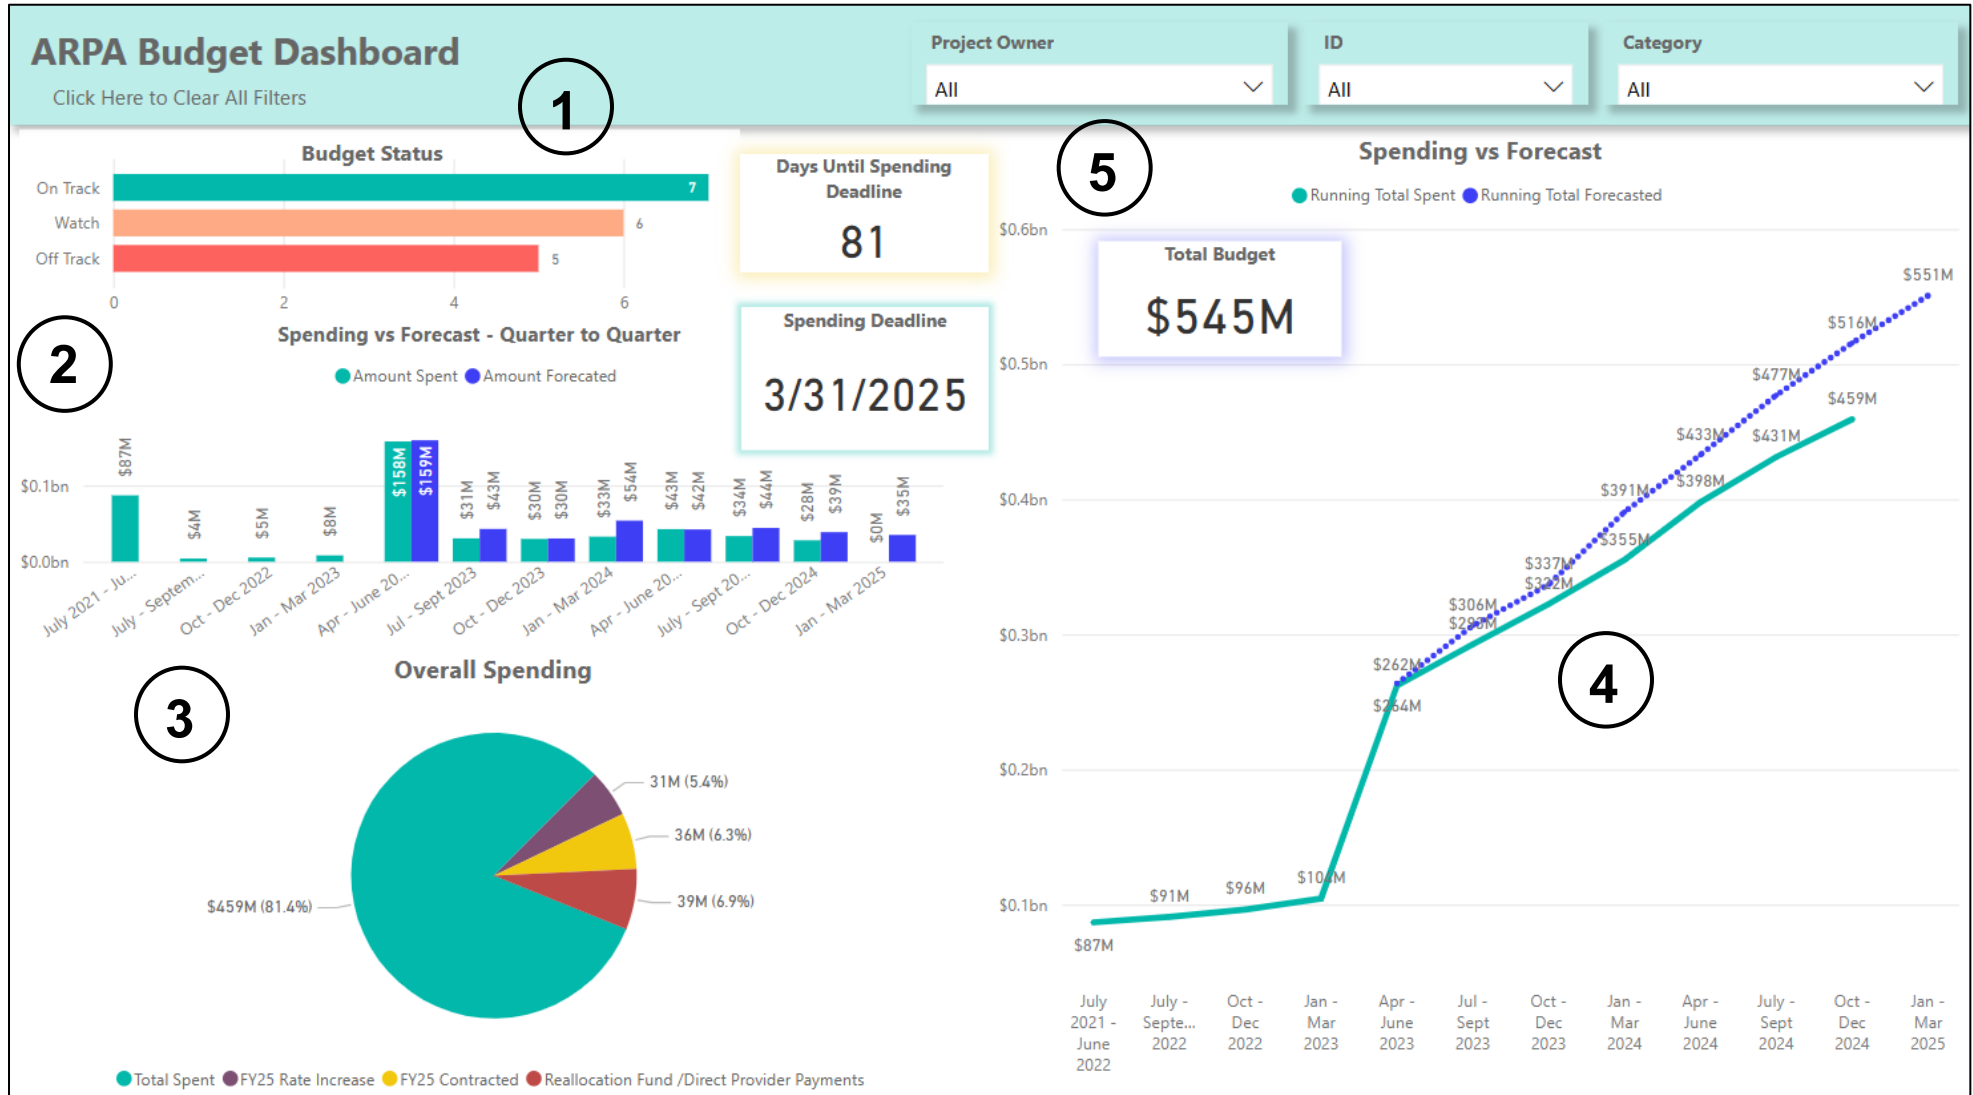 ARPA Budget Dashboard
Click Here to Clear All Filters
Project Owner
All
ID
All
Category
All
1
Budget Status
On Track
7
Watch
6
Off Track
5
0
2
4
6
Days Until Spending
Deadline
81
Spending Deadline
3/31/2025
2
Spending vs Forecast - Quarter to Quarter
Amount Spent
Amount Forecated
$0.1bn
$0.0bn
$87M
$4M
$5M
$8M
$158M
$159M
$31M
$43M
$30M
$30M
$33M
$54M
$43M
$42M
$34M
$44M
$28M
$39M
$0M
$35M
July 2021 - Ju...
July - Septem...
Oct - Dec 2022
Jan - Mar 2023
Apr - June 20...
Jul - Sept 2023
Oct - Dec 2023
Jan - Mar 2024
Apr - June 20...
July - Sept 20...
Oct - Dec 2024
Jan - Mar 2025
3
Overall Spending
31M (5.4%)
36M (6.3%)
39M (6.9%)
$459M (81.4%)
Total Spent
FY25 Rate Increase
FY25 Contracted
Reallocation Fund /Direct Provider Payments
5
Spending vs Forecast
Running Total Spent
Running Total Forecasted
Total Budget
$545M
$0.6bn
$0.5bn
$0.4bn
$0.3bn
$0.2bn
$0.1bn
$551M
$516M
$477M
$459M
$433M
$431M
$391M
$398M
$355M
$337M
$322M
$306M
$293M
$262M
$264M
$91M
$96M
$87M
4
July
2021 -
June
2022
July -
Septe...
2022
Oct -
Dec
2022
Jan -
Mar
2023
Apr -
June
2023
Jul -
Sept
2023
Oct -
Dec
2023
Jan -
Mar
2024
Apr -
June
2024
July -
Sept
2024
Oct -
Dec
2024
Jan -
Mar
2025